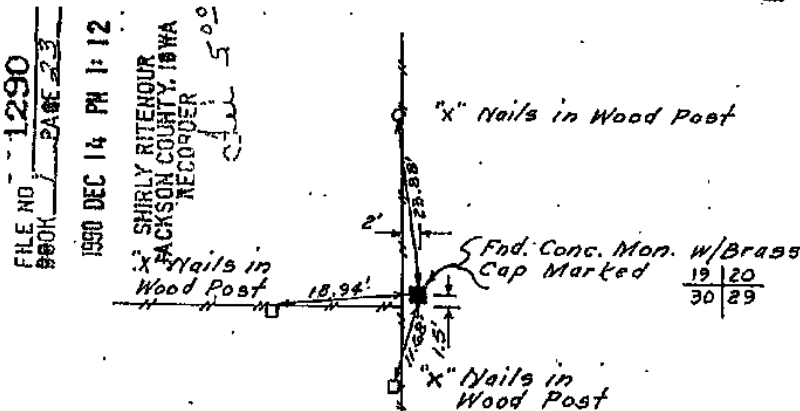 FILE NO 1290
BOOK 1 PAGE 23
1990 DEC 14 PM 1:12
SHIRLY RITENOUR
JACKSON COUNTY, IOWA
RECORDER
5⁰⁰
"X" Nails in Wood Post
23.88'
2'
Fnd. Conc. Mon. w/Brass
Cap Marked
19 20
30 29
"X" Nails in
Wood Post
18.94'
11.68'
1.5'
"X" Nails in
Wood Post